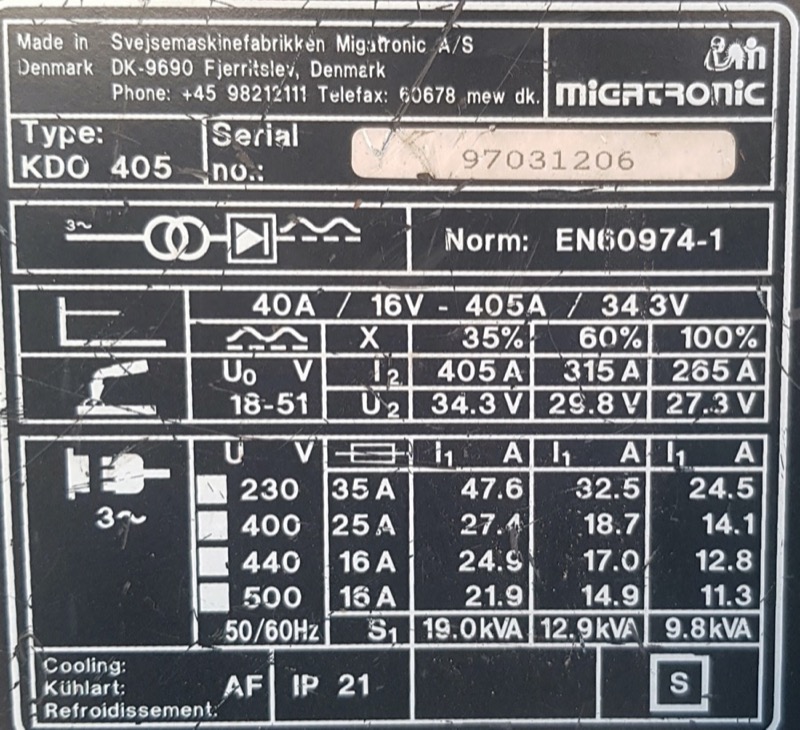 Made in Svejsemaskinefabrikken Migatronic A/S
Denmark DK-9690 Fjerritslev, Denmark
Phone: +45 98212111 Telefax: 60678 mew dk.
MIGATRONIC
Type: Serial
KDO 405 no.: 97031206
3~ Norm: EN60974-1
40A / 16V - 405A / 34.3V
X 35% 60% 100%
U0 V I2 405 A 315 A 265 A
18-51 U2 34.3 V 29.8 V 27.3 V
U V I1 A I1 A I1 A
230 35 A 47.6 32.5 24.5
3~ 400 25 A 27.4 18.7 14.1
440 16 A 24.9 17.0 12.8
500 16 A 21.9 14.9 11.3
50/60Hz S1 19.0kVA 12.9kVA 9.8kVA
Cooling:
Kühlart: AF IP 21 S
Refroidissement: